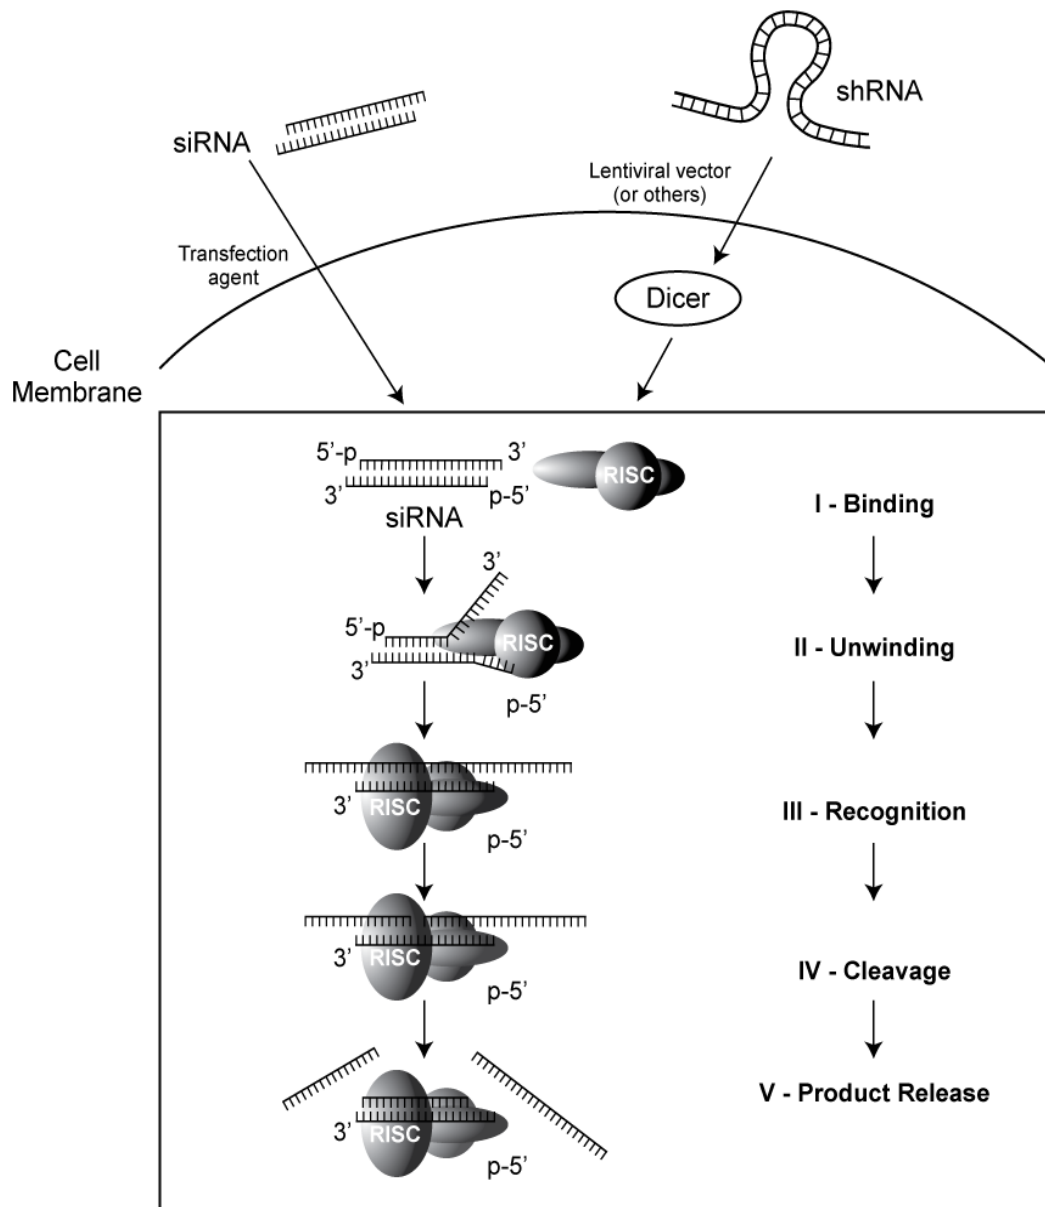 shRNA
siRNA
Lentiviral vector
(or others)
Transfection
agent
Dicer
Cell
Membrane
5'-p
3'
3'
p-5'
RISC
siRNA
I - Binding
3'
5'-p
3'
RISC
p-5'
II - Unwinding
3'
RISC
p-5'
III - Recognition
3'
RISC
p-5'
IV - Cleavage
3'
RISC
p-5'
V - Product Release